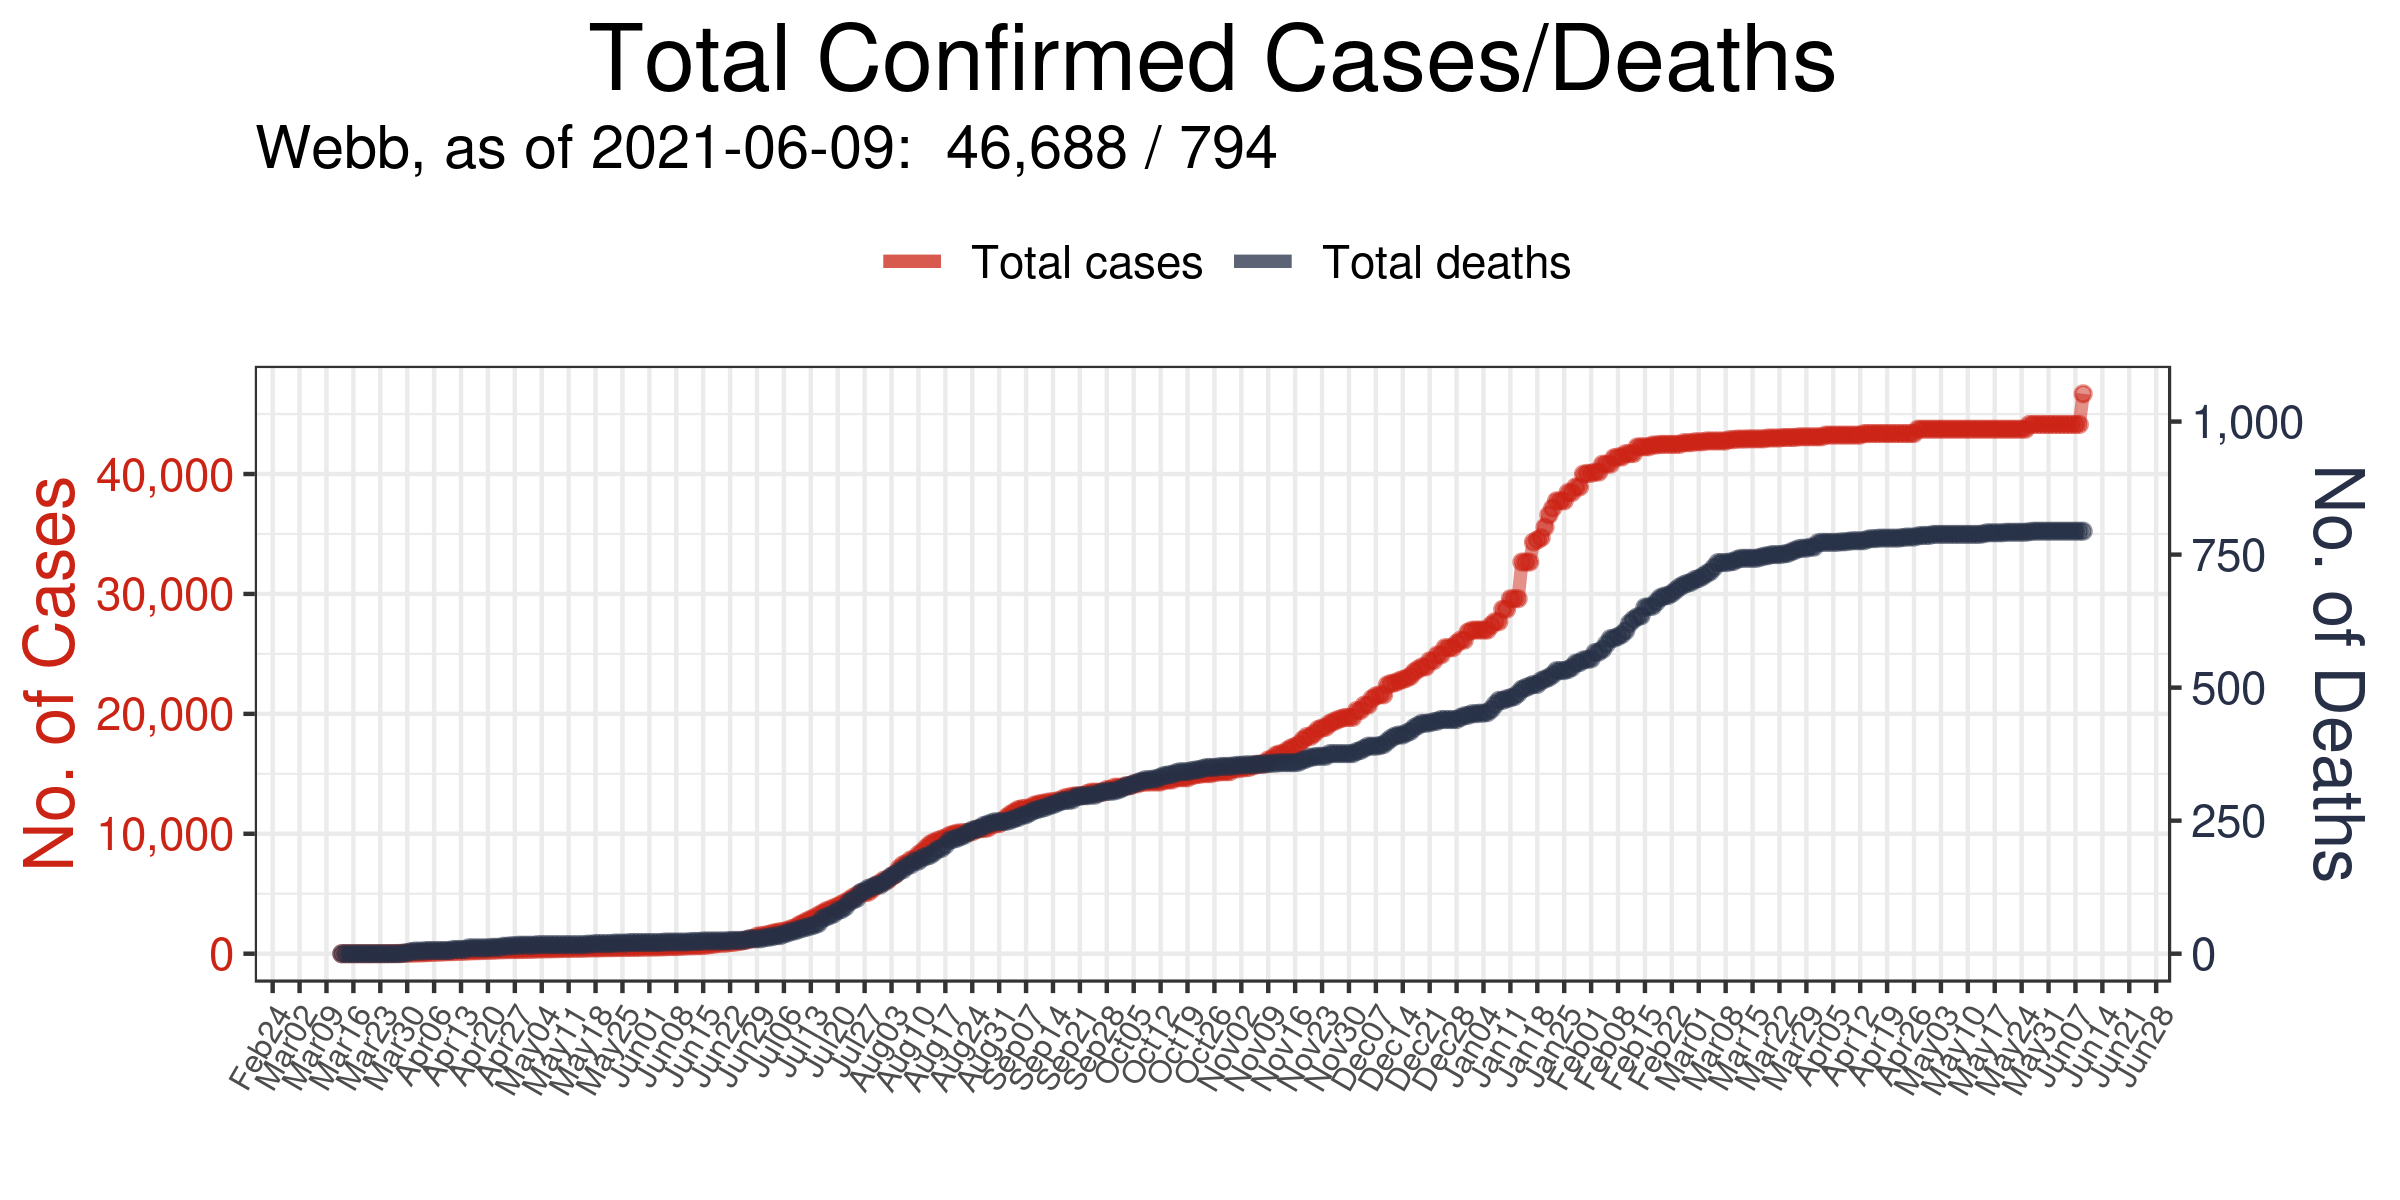 Total Confirmed Cases/Deaths
Webb, as of 2021-06-09:  46,688 / 794
Total cases
Total deaths
No. of Cases
40,000
30,000
20,000
10,000
0
1,000
750
500
250
0
No. of Deaths
Feb24
Mar02
Mar09
Mar16
Mar23
Mar30
Apr06
Apr13
Apr20
Apr27
May04
May11
May18
May25
Jun01
Jun08
Jun15
Jun22
Jun29
Jul06
Jul13
Jul20
Jul27
Aug03
Aug10
Aug17
Aug24
Aug31
Sep07
Sep14
Sep21
Sep28
Oct05
Oct12
Oct19
Oct26
Nov02
Nov09
Nov16
Nov23
Nov30
Dec07
Dec14
Dec21
Dec28
Jan04
Jan11
Jan18
Jan25
Feb01
Feb08
Feb15
Feb22
Mar01
Mar08
Mar15
Mar22
Mar29
Apr05
Apr12
Apr19
Apr26
May03
May10
May17
May24
May31
Jun07
Jun14
Jun21
Jun28